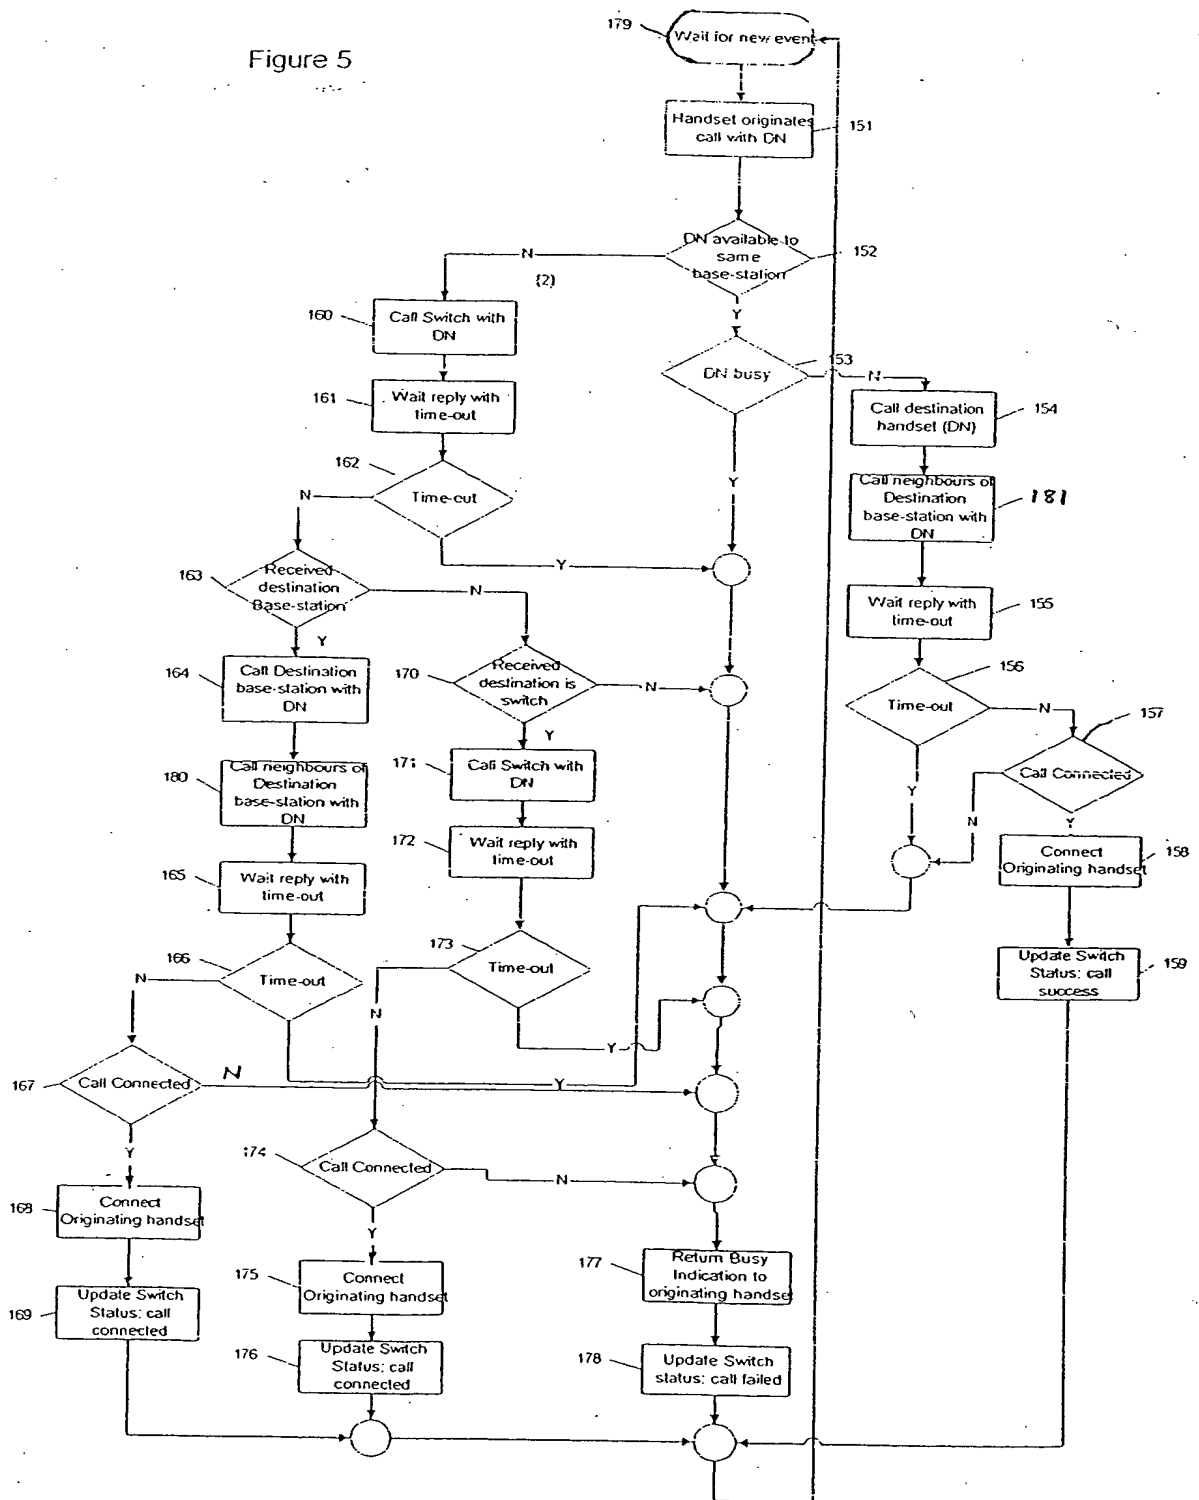 Figure 5
179
Wait for new event
Handset originates
call with DN
151
DN available to
same
base-station
152
N
(2)
Y
160
Call Switch with
DN
DN busy
153
N
161
Wait reply with
time-out
Call destination
handset (DN)
154
162
Time-out
N
Y
Y
Call neighbours of
Destination
base-station with
DN
181
163
Received
destination
Base-station
N
Y
Wait reply with
time-out
155
164
Call Destination
base-station with
DN
170
Received
destination is
switch
N
Y
156
Time-out
N
Y
157
Call Connected
N
Y
180
Call neighbours of
Destination
base-station with
DN
171
Call Switch with
DN
172
Wait reply with
time-out
165
Wait reply with
time-out
Connect
Originating handset
158
166
Time-out
N
Y
173
Time-out
N
Y
Update Switch
Status: call
success
159
167
Call Connected
N
Y
174
Call Connected
N
Y
168
Connect
Originating handset
175
Connect
Originating handset
177
Return Busy
Indication to
originating handset
169
Update Switch
Status: call
connected
176
Update Switch
Status: call
connected
178
Update Switch
status: call failed